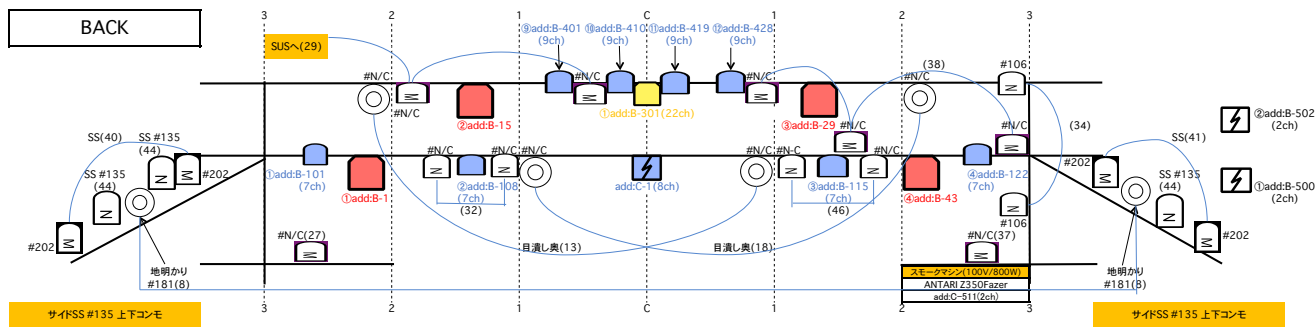 BACK
3
2
1
C
1
2
3
SUSへ(29)
⑨add:B-401
(9ch)
⑩add:B-410
(9ch)
⑪add:B-419
(9ch)
⑫add:B-428
(9ch)
#N/C
M
#N/C
②add:B-15
#N/C
M
①add:B-301(22ch)
#N/C
M
③add:B-29
#N/C
(38)
#106
N
②add:B-502
(2ch)
①add:B-500
(2ch)
SS(40)
SS #135
(44)
N
M
#202
SS #135
(44)
N
M
#202
地明かり
#181(8)
①add:B-101
(7ch)
①add:B-1
#N/C
N
②add:B-108
(7ch)
#N/C
N
#N/C
(32)
add:C-1(8ch)
#N/C
#N-C
N
③add:B-115
(7ch)
#N/C
N
#N/C
M
(46)
④add:B-43
④add:B-122
(7ch)
#N/C
M
(34)
N
#106
#N/C(27)
M
目潰し奥(13)
目潰し奥(18)
#N/C(37)
M
SS(41)
#202
M
SS #135
(44)
N
M
#202
地明かり
#181(8)
スモークマシン(100V/800W)
ANTARI Z350Fazer
add:C-511(2ch)
3
2
1
C
1
2
3
サイドSS #135 上下コンモ
サイドSS #135 上下コンモ